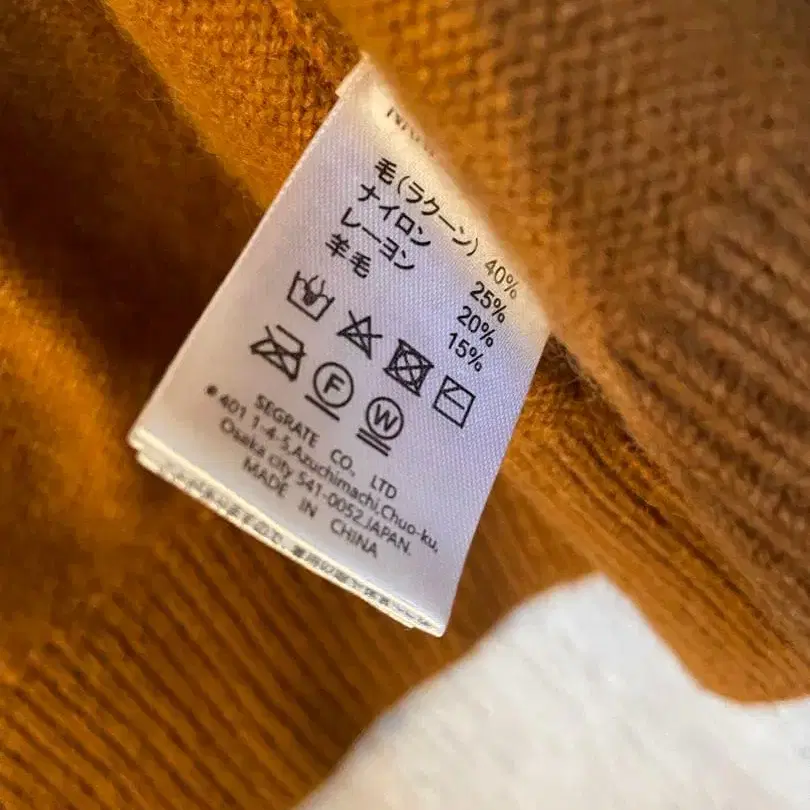 毛(ラクーン) 40%
ナイロン 25%
レーヨン 20%
羊毛 15%
F
W
SEGRATE CO., LTD
401 1-4-5,Azuchimachi,Chuo-ku,
Osaka city 541-0052,JAPAN.
MADE IN CHINA